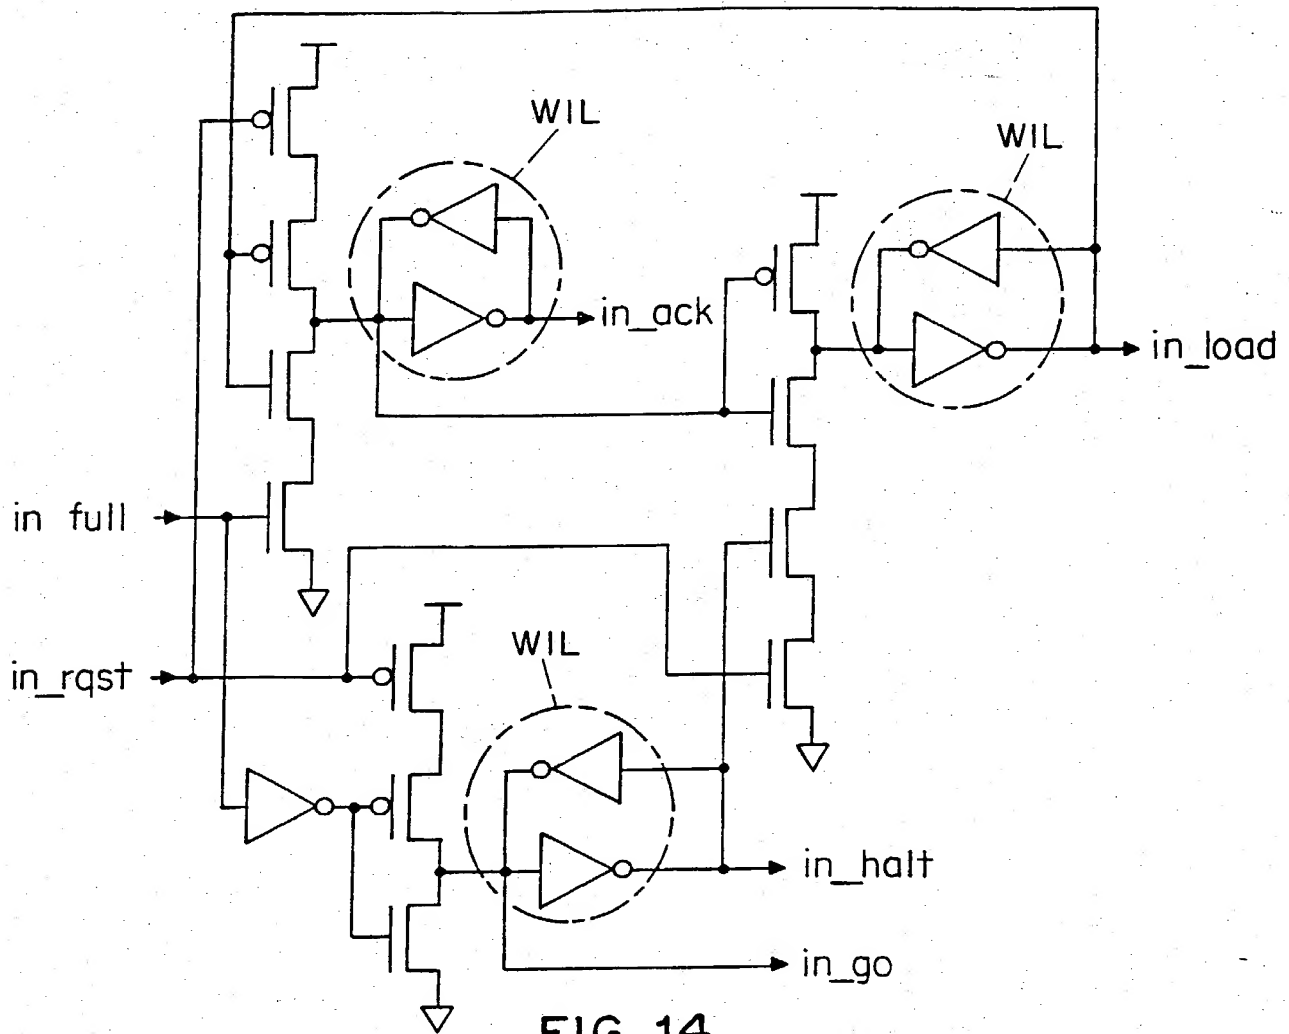 WIL
WIL
in_ack
in_load
in full
in_rqst
WIL
in_halt
in_go
FIG. 14